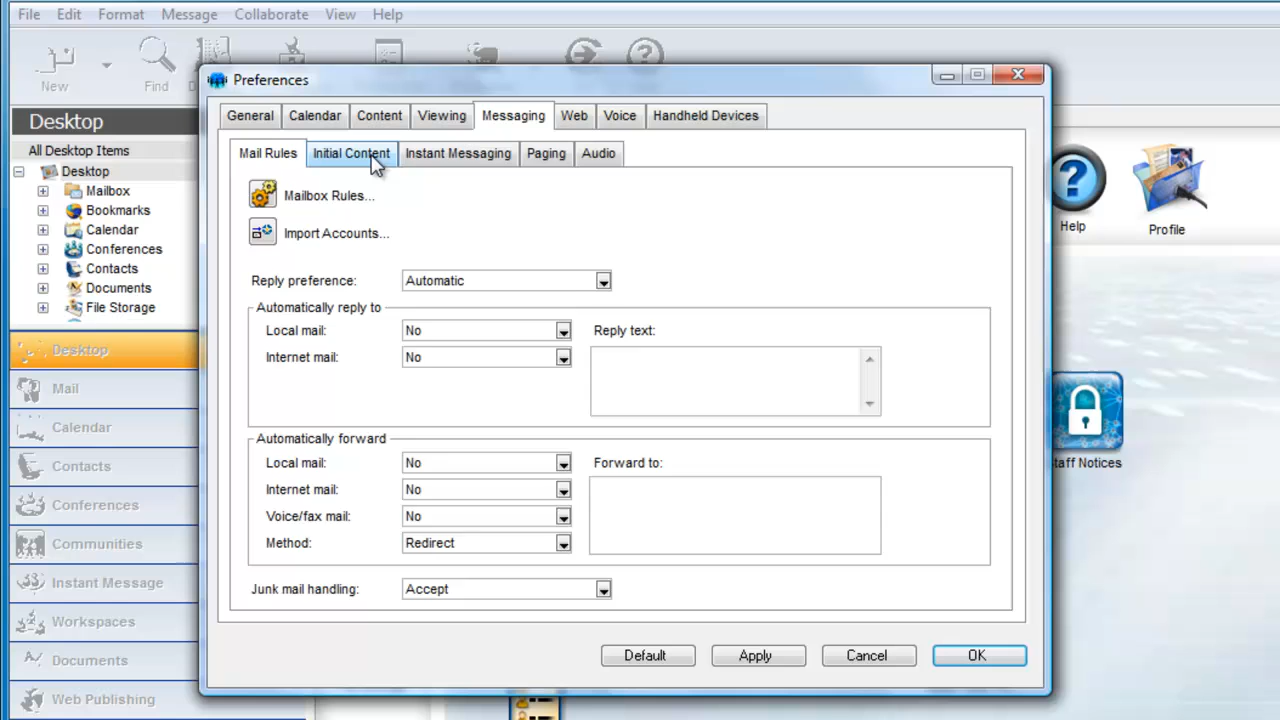 File Edit Format Message Collaborate View Help
New
Find
Preferences
Desktop
All Desktop Items
Desktop
Mailbox
Bookmarks
Calendar
Conferences
Contacts
Documents
File Storage
Desktop
Mail
Calendar
Contacts
Conferences
Communities
Instant Message
Workspaces
Documents
Web Publishing
General Calendar Content Viewing Messaging Web Voice Handheld Devices
Mail Rules Initial Content Instant Messaging Paging Audio
Mailbox Rules...
Import Accounts...
Reply preference: Automatic
Automatically reply to
Local mail: No Reply text:
Internet mail: No
Automatically forward
Local mail: No Forward to:
Internet mail: No
Voice/fax mail: No
Method: Redirect
Junk mail handling: Accept
Default Apply Cancel OK
Help
Profile
taff Notices